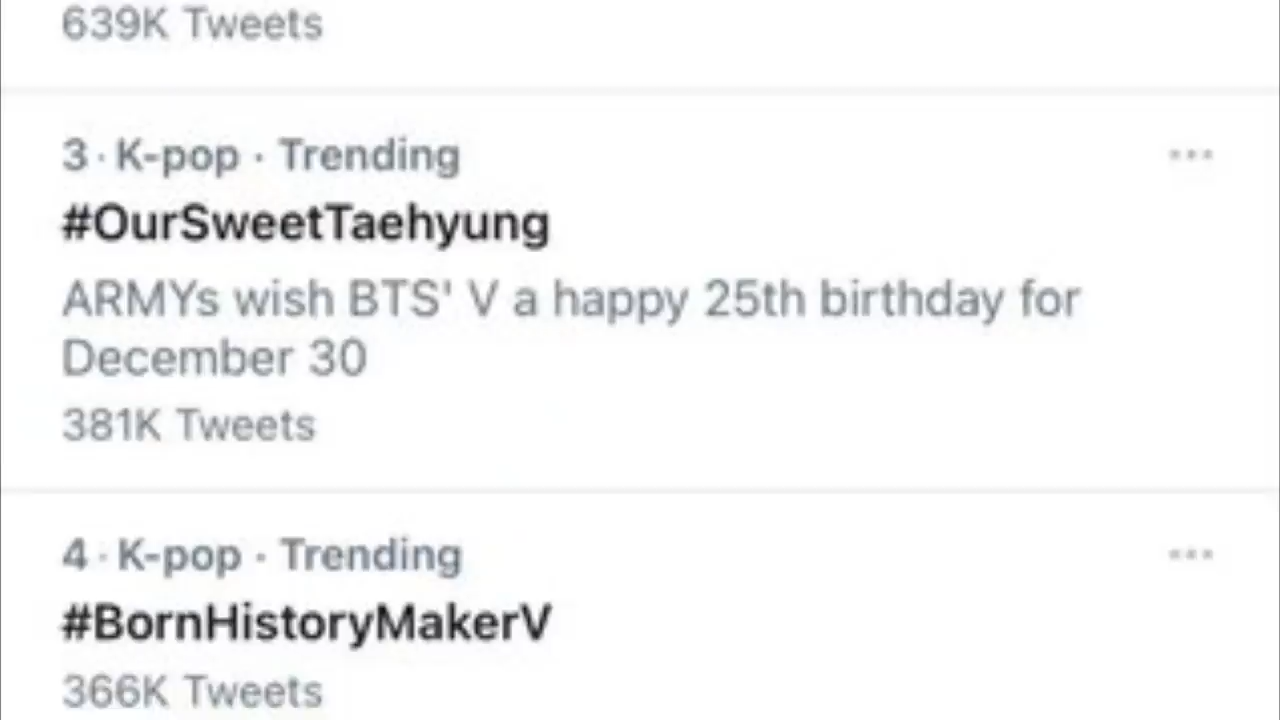 639K Tweets
3 · K-pop · Trending
#OurSweetTaehyung
ARMYs wish BTS' V a happy 25th birthday for
December 30
381K Tweets
4 · K-pop · Trending
#BornHistoryMakerV
366K Tweets